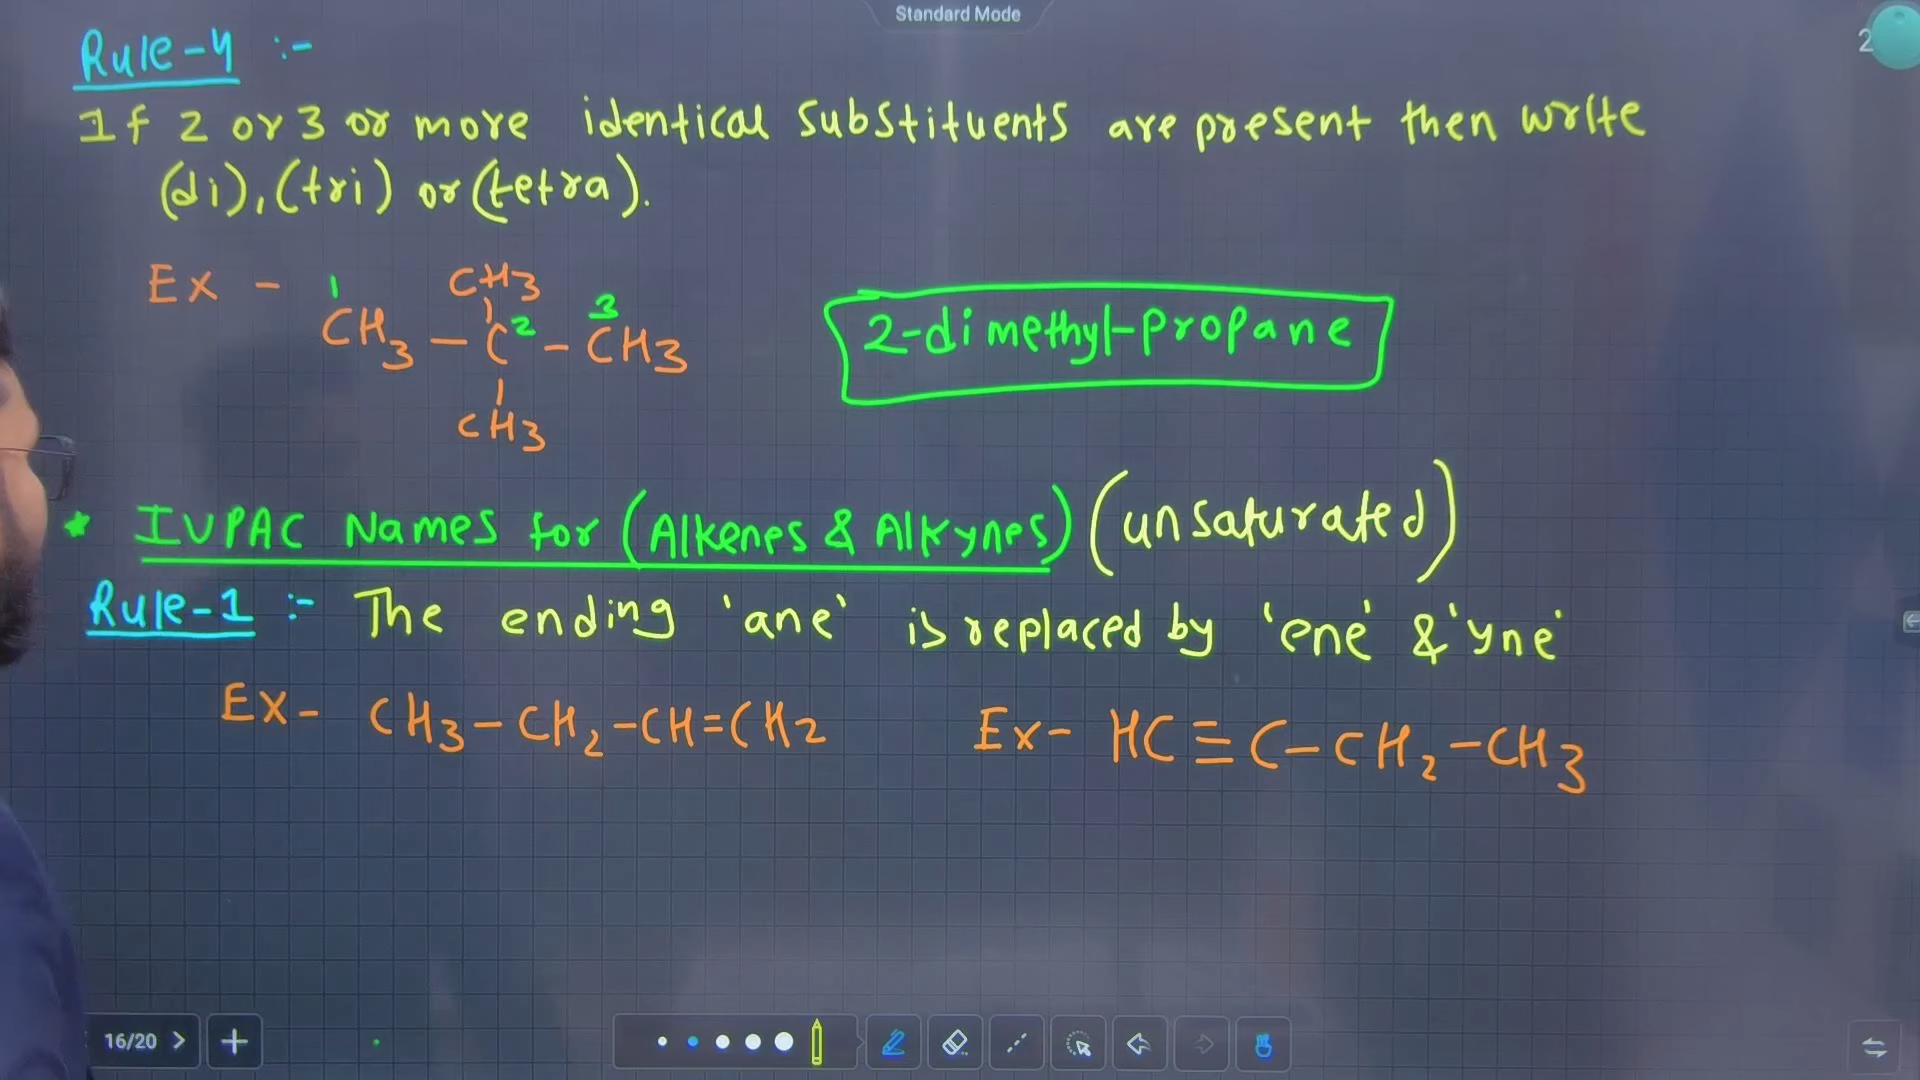 Standard Mode
2
Rule-4 :-
If 2 or 3 or more identical substituents are present then write
(di), (tri) or (tetra).
Ex - 1 CH3 3
CH3 - C2 - CH3
CH3
2-dimethyl-propane
* IUPAC Names for (Alkenes & Alkynes) (unsaturated)
Rule-1 :- The ending 'ane' is replaced by 'ene' & 'yne'
Ex- CH3-CH2-CH=CH2 Ex- HC≡C-CH2-CH3
16/20